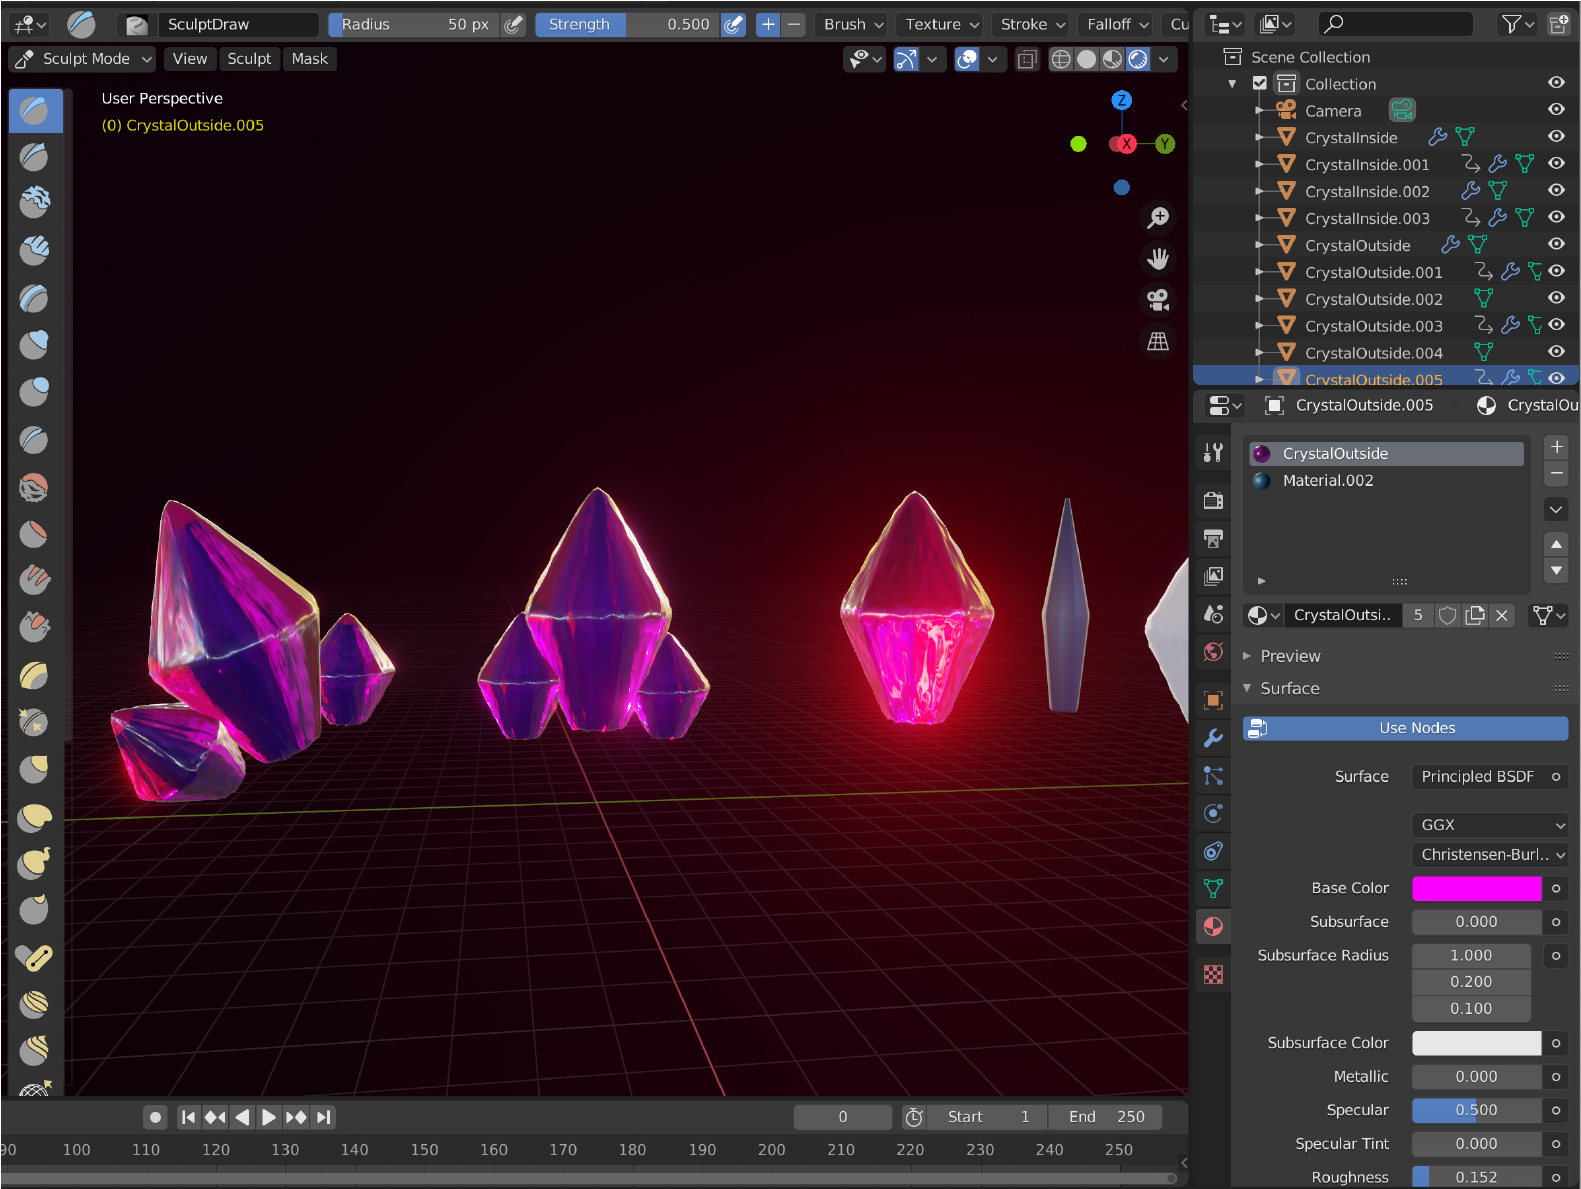 SculptDraw Radius 50 px Strength 0.500 + − Brush Texture Stroke Falloff Cu
Sculpt Mode View Sculpt Mask
User Perspective
(0) CrystalOutside.005
Z
X
Y
Scene Collection
Collection
Camera
CrystalInside
CrystalInside.001
CrystalInside.002
CrystalInside.003
CrystalOutside
CrystalOutside.001
CrystalOutside.002
CrystalOutside.003
CrystalOutside.004
CrystalOutside.005
CrystalOutside.005 CrystalOu
CrystalOutside
Material.002
CrystalOutsi.. 5
Preview
Surface
Use Nodes
Surface Principled BSDF
GGX
Christensen-Burl..
Base Color
Subsurface 0.000
Subsurface Radius 1.000
0.200
0.100
Subsurface Color
Metallic 0.000
Specular 0.500
Specular Tint 0.000
Roughness 0.152
0 Start 1 End 250
90 100 110 120 130 140 150 160 170 180 190 200 210 220 230 240 250